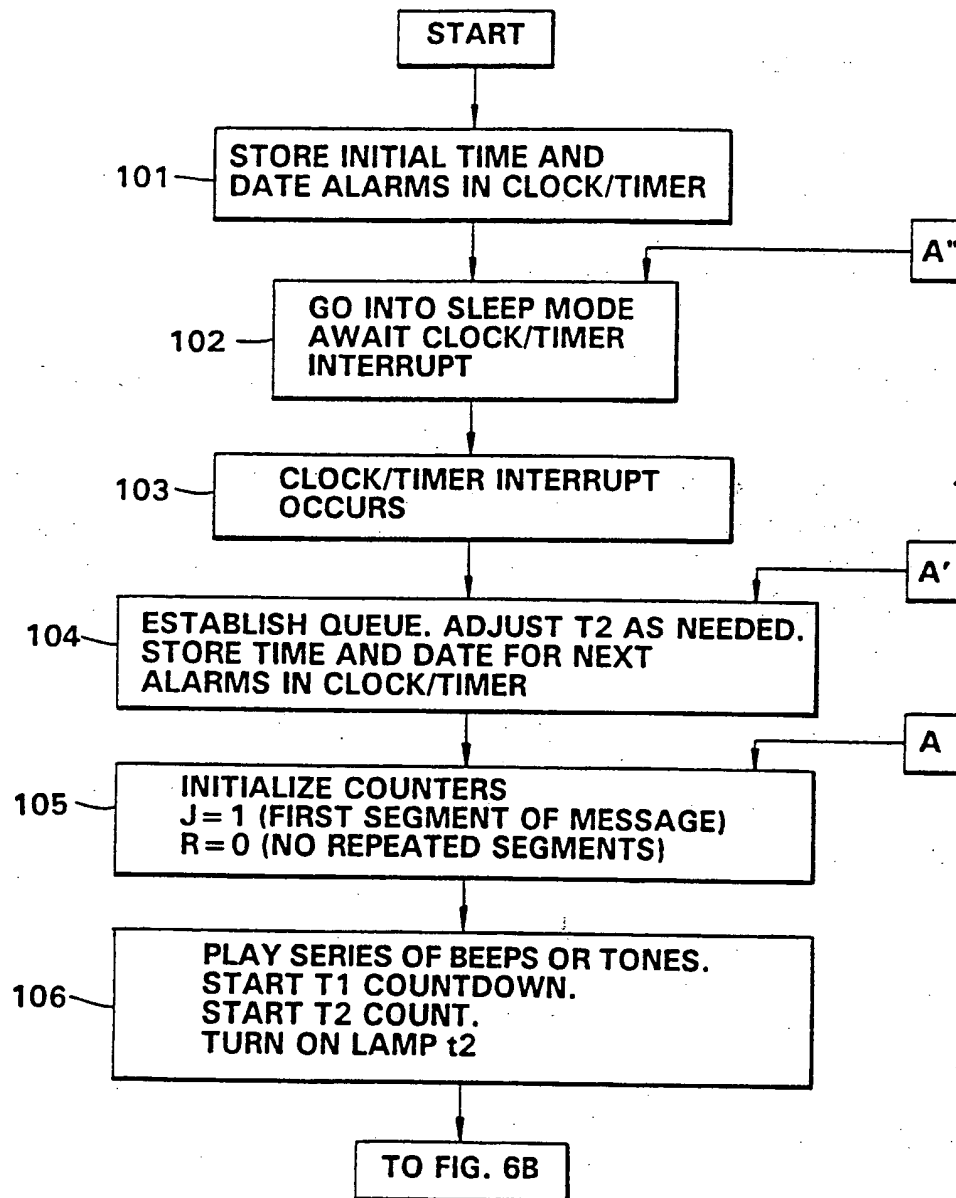 START
101
STORE INITIAL TIME AND
DATE ALARMS IN CLOCK/TIMER
A"
102
GO INTO SLEEP MODE
AWAIT CLOCK/TIMER
INTERRUPT
103
CLOCK/TIMER INTERRUPT
OCCURS
A'
104
ESTABLISH QUEUE. ADJUST T2 AS NEEDED.
STORE TIME AND DATE FOR NEXT
ALARMS IN CLOCK/TIMER
A
105
INITIALIZE COUNTERS
J=1 (FIRST SEGMENT OF MESSAGE)
R=0 (NO REPEATED SEGMENTS)
106
PLAY SERIES OF BEEPS OR TONES.
START T1 COUNTDOWN.
START T2 COUNT.
TURN ON LAMP t2
TO FIG. 6B